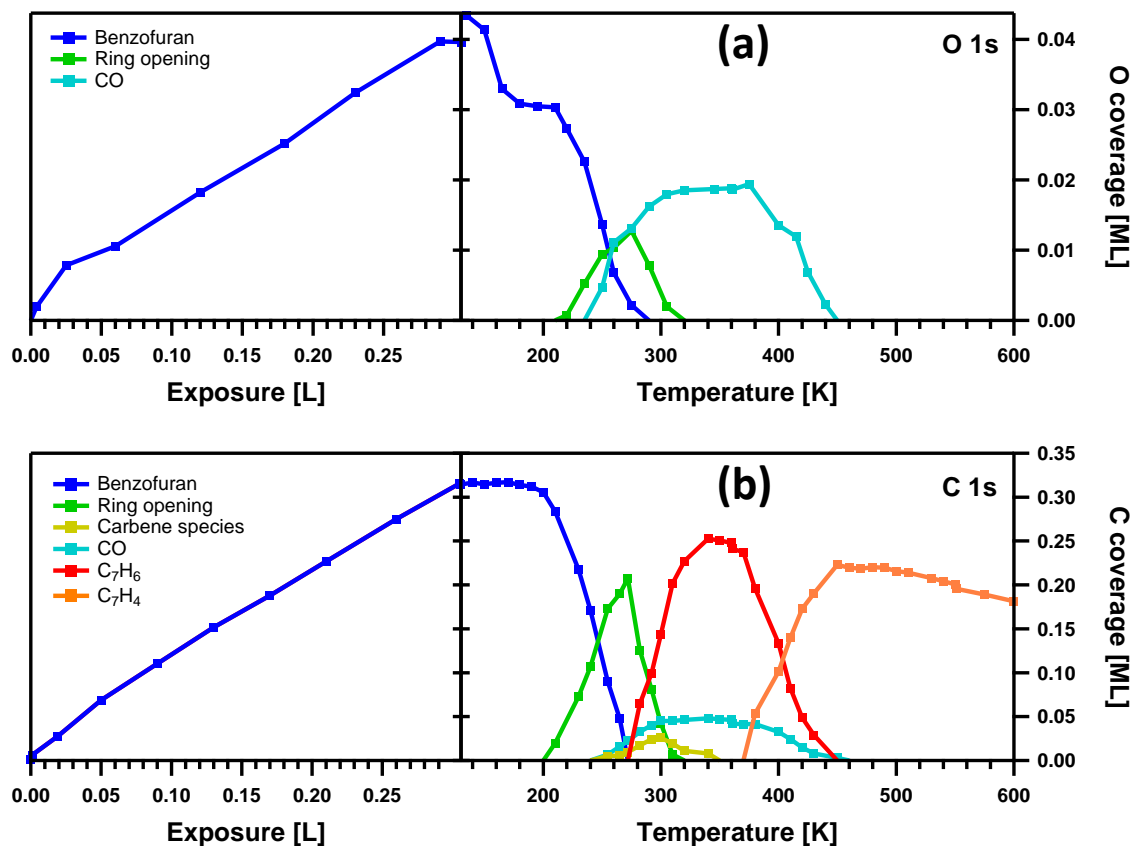 Benzofuran
Ring opening
CO
(a)
O 1s
0.04
0.03
0.02
0.01
0.00
O coverage [ML]
0.00 0.05 0.10 0.15 0.20 0.25
200 300 400 500 600
Exposure [L]
Temperature [K]
Benzofuran
Ring opening
Carbene species
CO
C₇H₆
C₇H₄
(b)
C 1s
0.35
0.30
0.25
0.20
0.15
0.10
0.05
0.00
C coverage [ML]
0.00 0.05 0.10 0.15 0.20 0.25
200 300 400 500 600
Exposure [L]
Temperature [K]